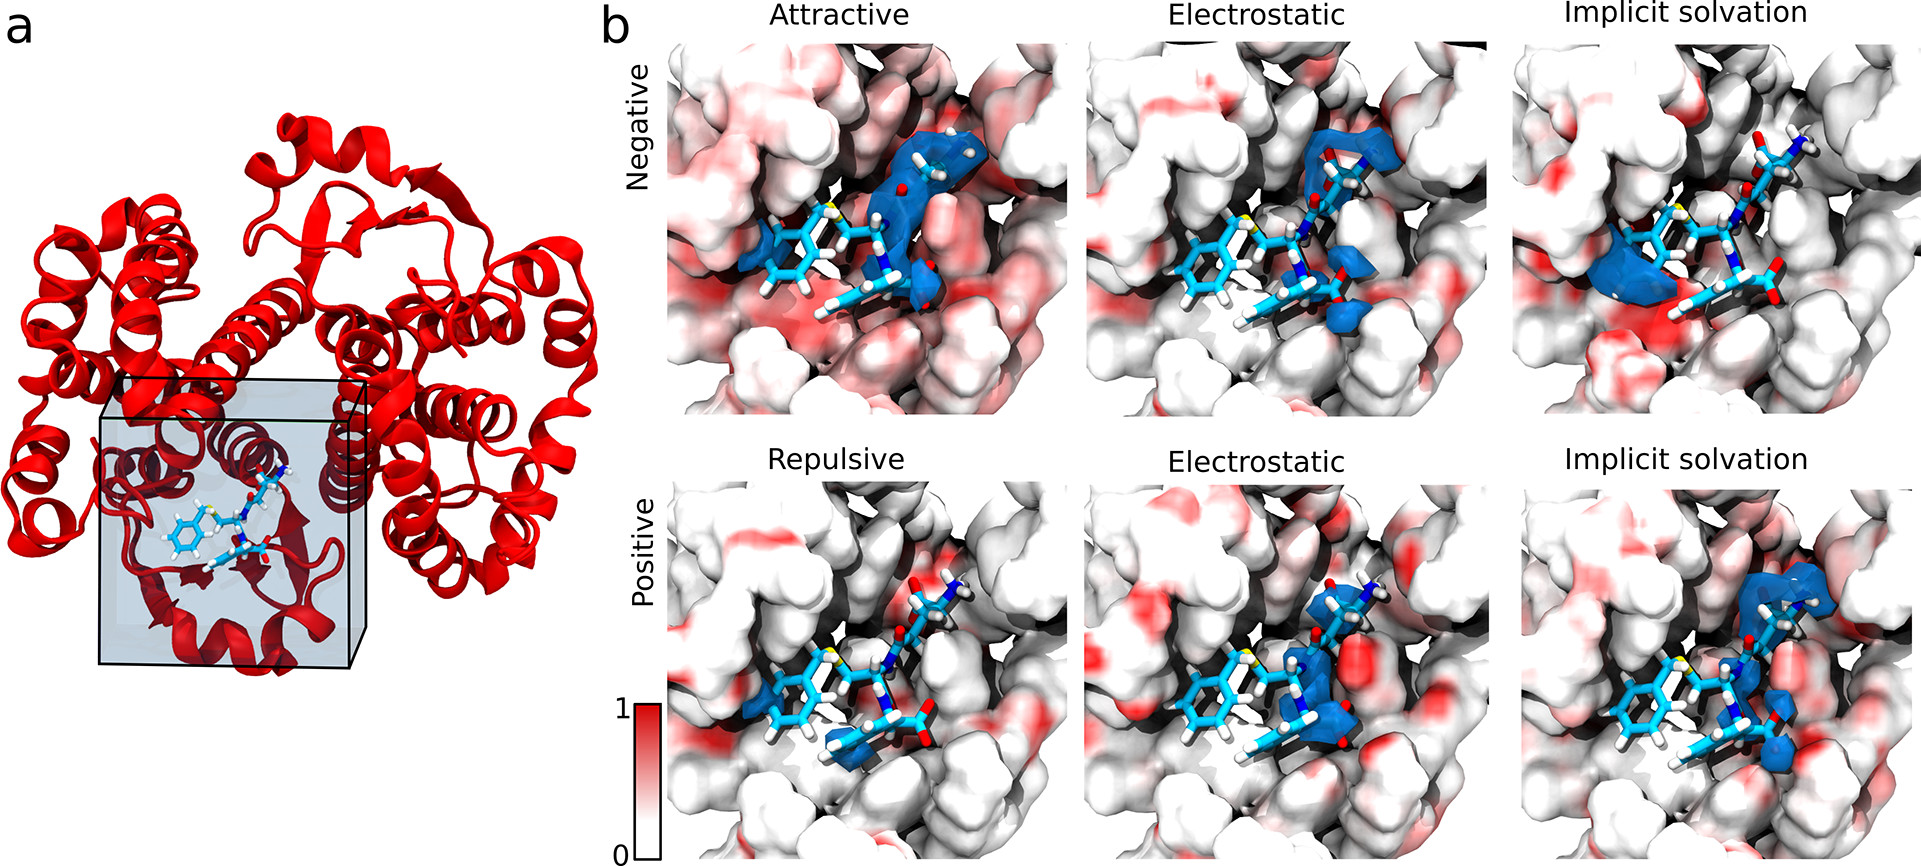 a
b
Attractive
Electrostatic
Implicit solvation
Negative
Repulsive
Electrostatic
Implicit solvation
Positive
1
0